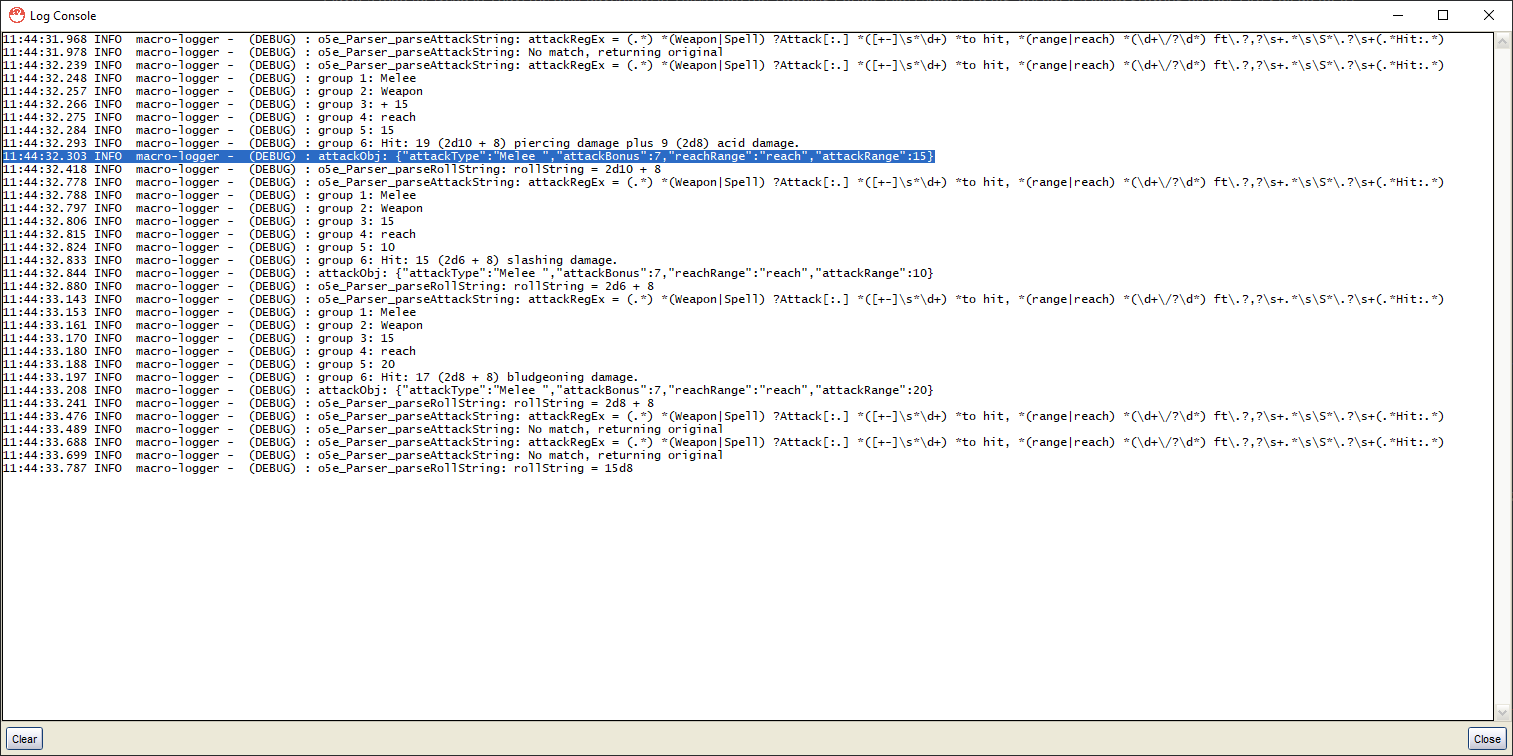 Log Console
11:44:31.968 INFO  macro-logger -  (DEBUG) : o5e_Parser_parseAttackString: attackRegEx = (.*) *(Weapon|Spell) ?Attack[:.] *([+-]\s*\d+) *to hit, *(range|reach) *(\d+\/?\d*) ft\.?,?\s+.*\s\S*\.?\s+(.*Hit:.*)
11:44:31.978 INFO  macro-logger -  (DEBUG) : o5e_Parser_parseAttackString: No match, returning original
11:44:32.239 INFO  macro-logger -  (DEBUG) : o5e_Parser_parseAttackString: attackRegEx = (.*) *(Weapon|Spell) ?Attack[:.] *([+-]\s*\d+) *to hit, *(range|reach) *(\d+\/?\d*) ft\.?,?\s+.*\s\S*\.?\s+(.*Hit:.*)
11:44:32.248 INFO  macro-logger -  (DEBUG) : group 1: Melee
11:44:32.257 INFO  macro-logger -  (DEBUG) : group 2: Weapon
11:44:32.266 INFO  macro-logger -  (DEBUG) : group 3: + 15
11:44:32.275 INFO  macro-logger -  (DEBUG) : group 4: reach
11:44:32.284 INFO  macro-logger -  (DEBUG) : group 5: 15
11:44:32.293 INFO  macro-logger -  (DEBUG) : group 6: Hit: 19 (2d10 + 8) piercing damage plus 9 (2d8) acid damage.
11:44:32.303 INFO  macro-logger -  (DEBUG) : attackObj: {"attackType":"Melee ","attackBonus":7,"reachRange":"reach","attackRange":15}
11:44:32.418 INFO  macro-logger -  (DEBUG) : o5e_Parser_parseRollString: rollString = 2d10 + 8
11:44:32.778 INFO  macro-logger -  (DEBUG) : o5e_Parser_parseAttackString: attackRegEx = (.*) *(Weapon|Spell) ?Attack[:.] *([+-]\s*\d+) *to hit, *(range|reach) *(\d+\/?\d*) ft\.?,?\s+.*\s\S*\.?\s+(.*Hit:.*)
11:44:32.788 INFO  macro-logger -  (DEBUG) : group 1: Melee
11:44:32.797 INFO  macro-logger -  (DEBUG) : group 2: Weapon
11:44:32.806 INFO  macro-logger -  (DEBUG) : group 3: 15
11:44:32.815 INFO  macro-logger -  (DEBUG) : group 4: reach
11:44:32.824 INFO  macro-logger -  (DEBUG) : group 5: 10
11:44:32.833 INFO  macro-logger -  (DEBUG) : group 6: Hit: 15 (2d6 + 8) slashing damage.
11:44:32.844 INFO  macro-logger -  (DEBUG) : attackObj: {"attackType":"Melee ","attackBonus":7,"reachRange":"reach","attackRange":10}
11:44:32.880 INFO  macro-logger -  (DEBUG) : o5e_Parser_parseRollString: rollString = 2d6 + 8
11:44:33.143 INFO  macro-logger -  (DEBUG) : o5e_Parser_parseAttackString: attackRegEx = (.*) *(Weapon|Spell) ?Attack[:.] *([+-]\s*\d+) *to hit, *(range|reach) *(\d+\/?\d*) ft\.?,?\s+.*\s\S*\.?\s+(.*Hit:.*)
11:44:33.153 INFO  macro-logger -  (DEBUG) : group 1: Melee
11:44:33.161 INFO  macro-logger -  (DEBUG) : group 2: Weapon
11:44:33.170 INFO  macro-logger -  (DEBUG) : group 3: 15
11:44:33.180 INFO  macro-logger -  (DEBUG) : group 4: reach
11:44:33.188 INFO  macro-logger -  (DEBUG) : group 5: 20
11:44:33.197 INFO  macro-logger -  (DEBUG) : group 6: Hit: 17 (2d8 + 8) bludgeoning damage.
11:44:33.208 INFO  macro-logger -  (DEBUG) : attackObj: {"attackType":"Melee ","attackBonus":7,"reachRange":"reach","attackRange":20}
11:44:33.241 INFO  macro-logger -  (DEBUG) : o5e_Parser_parseRollString: rollString = 2d8 + 8
11:44:33.476 INFO  macro-logger -  (DEBUG) : o5e_Parser_parseAttackString: attackRegEx = (.*) *(Weapon|Spell) ?Attack[:.] *([+-]\s*\d+) *to hit, *(range|reach) *(\d+\/?\d*) ft\.?,?\s+.*\s\S*\.?\s+(.*Hit:.*)
11:44:33.489 INFO  macro-logger -  (DEBUG) : o5e_Parser_parseAttackString: No match, returning original
11:44:33.688 INFO  macro-logger -  (DEBUG) : o5e_Parser_parseAttackString: attackRegEx = (.*) *(Weapon|Spell) ?Attack[:.] *([+-]\s*\d+) *to hit, *(range|reach) *(\d+\/?\d*) ft\.?,?\s+.*\s\S*\.?\s+(.*Hit:.*)
11:44:33.699 INFO  macro-logger -  (DEBUG) : o5e_Parser_parseAttackString: No match, returning original
11:44:33.787 INFO  macro-logger -  (DEBUG) : o5e_Parser_parseRollString: rollString = 15d8
Clear
Close